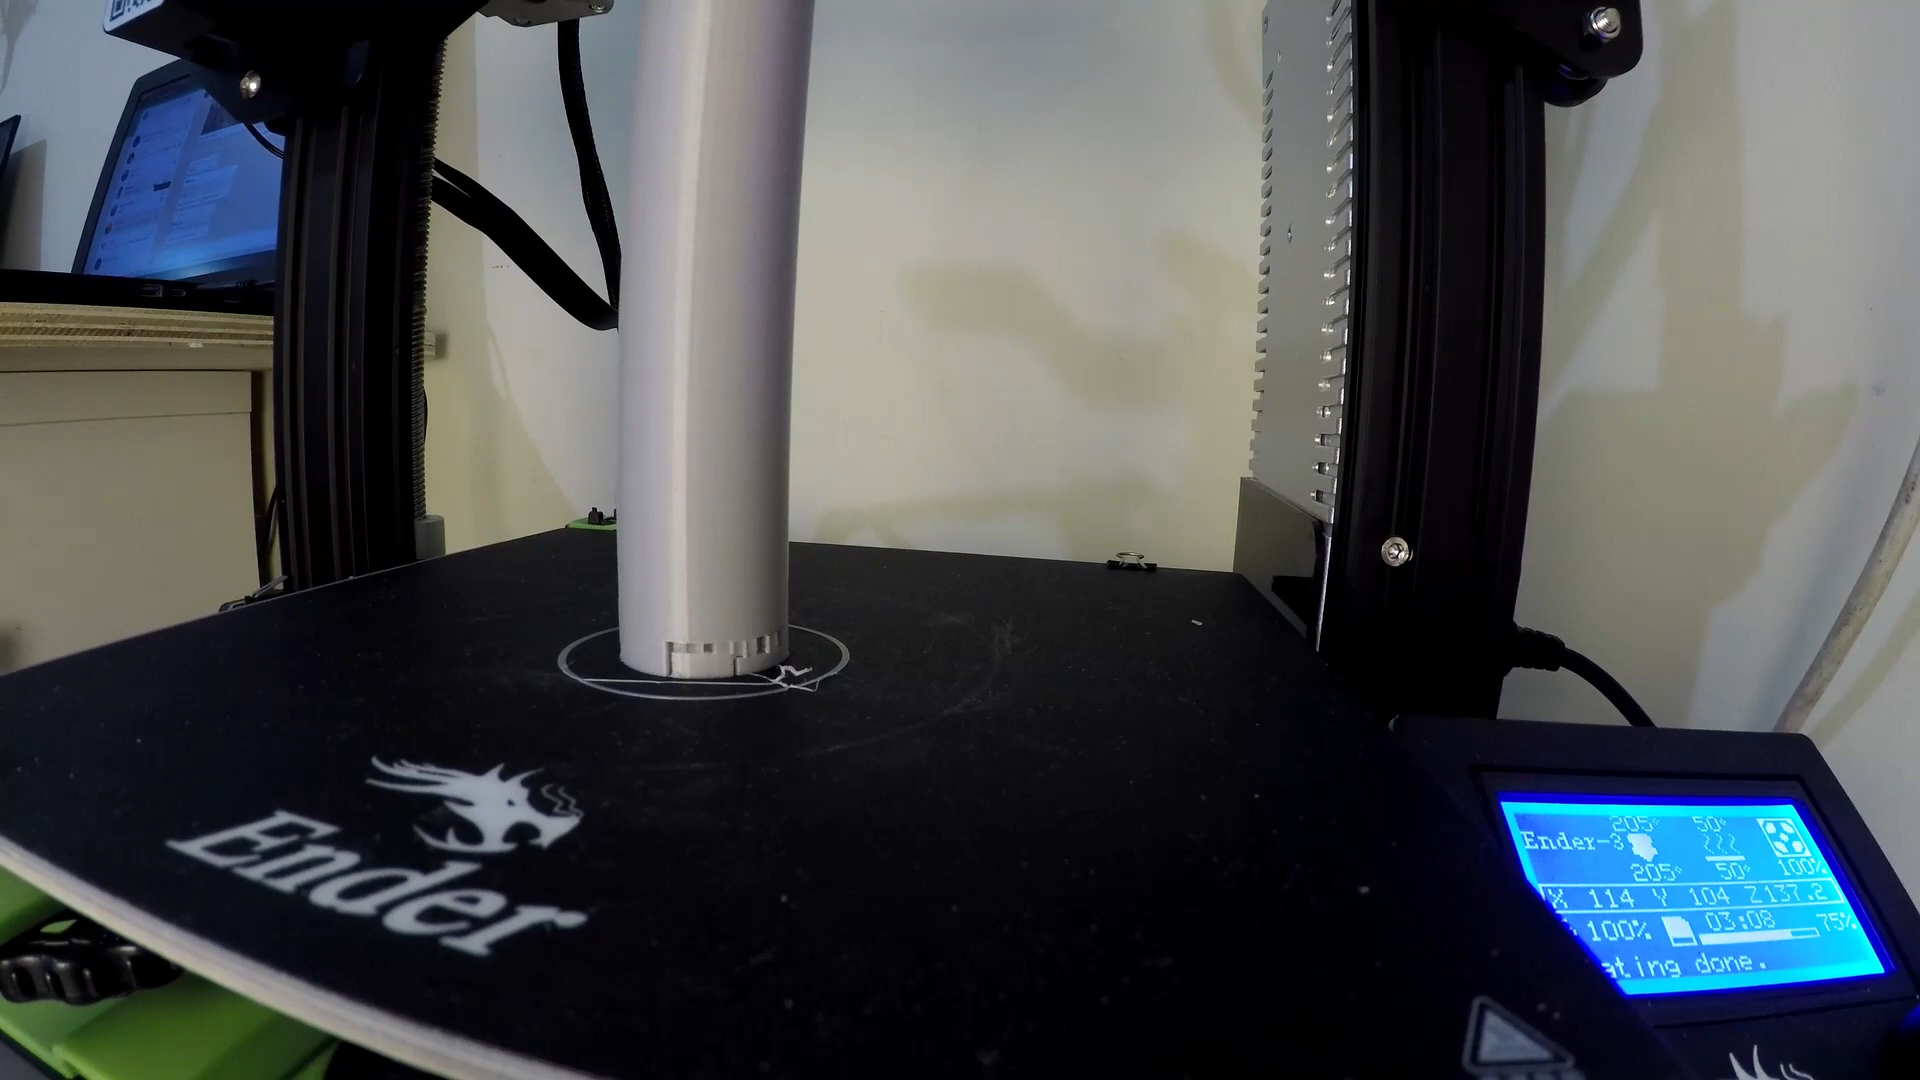 Ender
205° 50°
Ender-3
205° 50° 100%
X 114 Y 104 Z137.2
100% 03:08 75%
ating done.